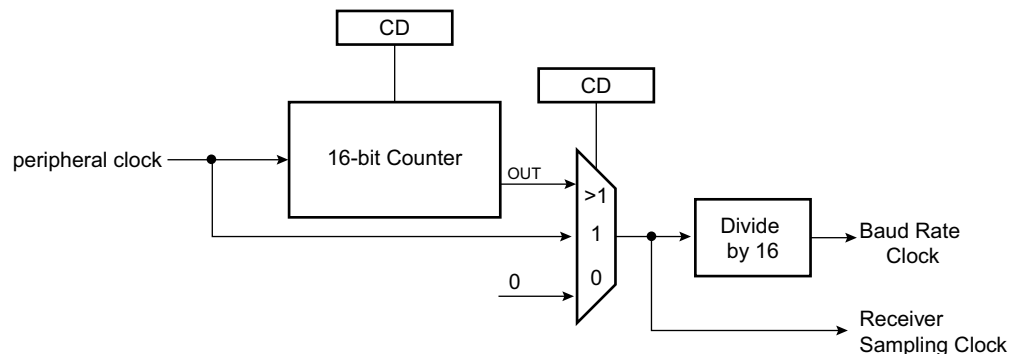 CD
CD
peripheral clock
16-bit Counter
OUT
>1
1
0
0
Divide
by 16
Baud Rate
Clock
Receiver
Sampling Clock